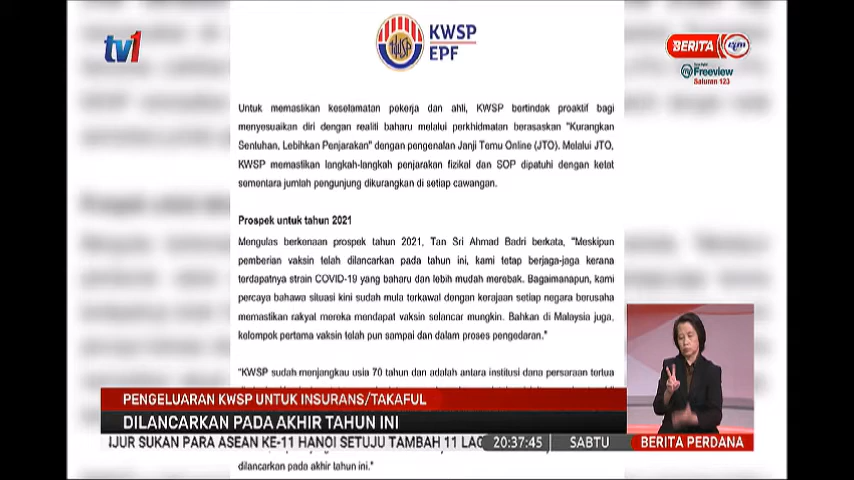 tv1
KWSP
EPF
BERITA rtm
Freeview
Saluran 123
Untuk memastikan keselamatan pekerja dan ahli, KWSP bertindak proaktif bagi
menyesuaikan diri dengan realiti baharu melalui perkhidmatan berasaskan "Kurangkan
Sentuhan, Lebihkan Penjarakan" dengan pengenalan Janji Temu Online (JTO). Melalui JTO,
KWSP memastikan langkah-langkah penjarakan fizikal dan SOP dipatuhi dengan ketat
sementara jumlah pengunjung dikurangkan di setiap cawangan.
Prospek untuk tahun 2021
Mengulas berkenaan prospek tahun 2021, Tan Sri Ahmad Badri berkata, "Meskipun
pemberian vaksin telah dilancarkan pada tahun ini, kami tetap berjaga-jaga kerana
terdapatnya strain COVID-19 yang baharu dan lebih mudah merebak. Bagaimanapun, kami
percaya bahawa situasi kini sudah mula terkawal dengan kerajaan setiap negara berusaha
memastikan rakyat mereka mendapat vaksin selancar mungkin. Bahkan di Malaysia juga,
kelompok pertama vaksin telah pun sampai dan dalam proses pengedaran."
"KWSP sudah menjangkau usia 70 tahun dan adalah antara institusi dana persaraan tertua
PENGELUARAN KWSP UNTUK INSURANS/TAKAFUL
DILANCARKAN PADA AKHIR TAHUN INI
IJUR SUKAN PARA ASEAN KE-11 HANOI SETUJU TAMBAH 11 LAG 20:37:45 SABTU BERITA PERDANA
dilancarkan pada akhir tahun ini."